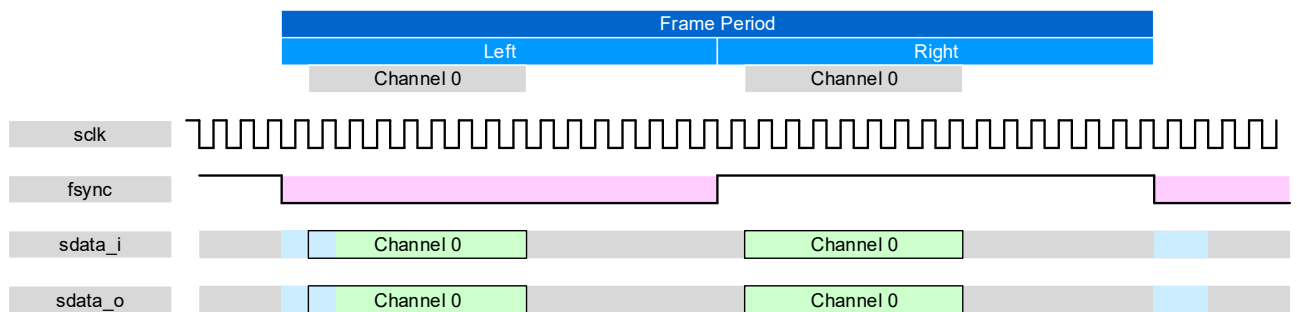 Frame Period
Left Right
Channel 0 Channel 0
sclk
fsync
sdata_i Channel 0 Channel 0
sdata_o Channel 0 Channel 0